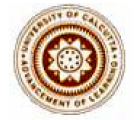 UNIVERSITY OF CALCUTTA
ADVANCEMENT OF LEARNING